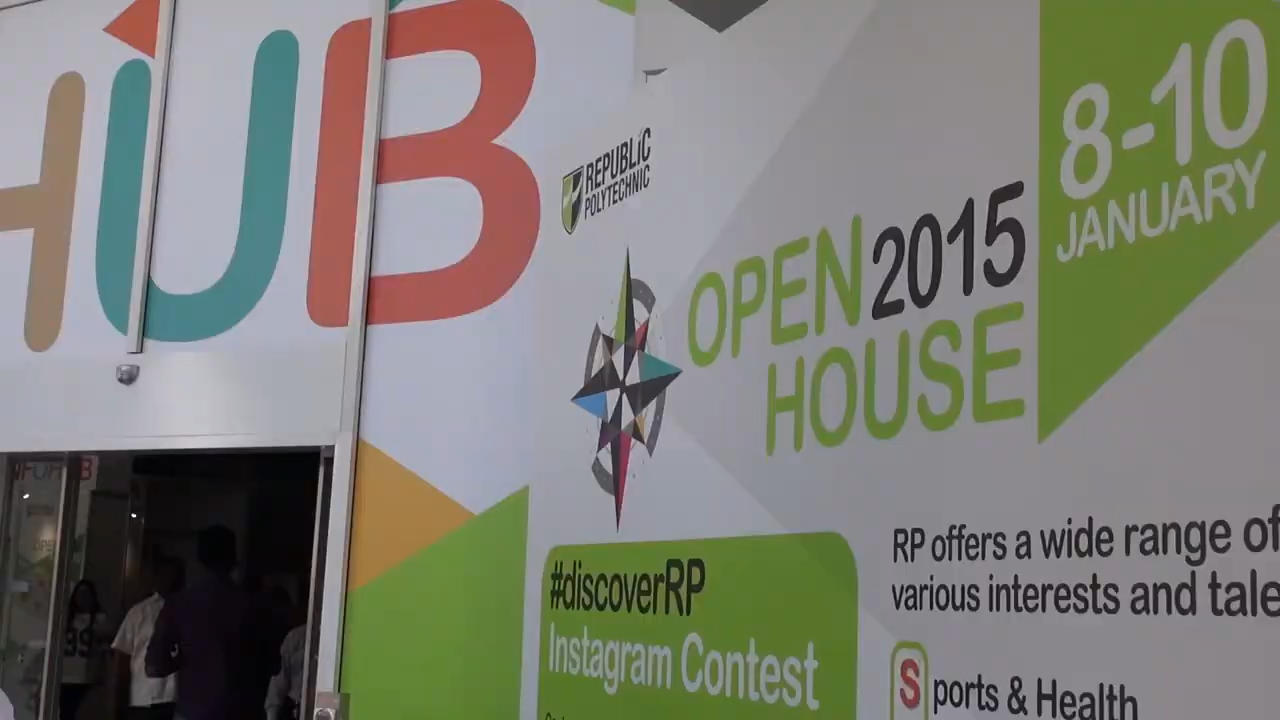 HUB
REPUBLIC
POLYTECHNIC
OPEN 2015
HOUSE
8-10
JANUARY
#discoverRP
Instagram Contest
RP offers a wide range of
various interests and tale
Sports & Health
99